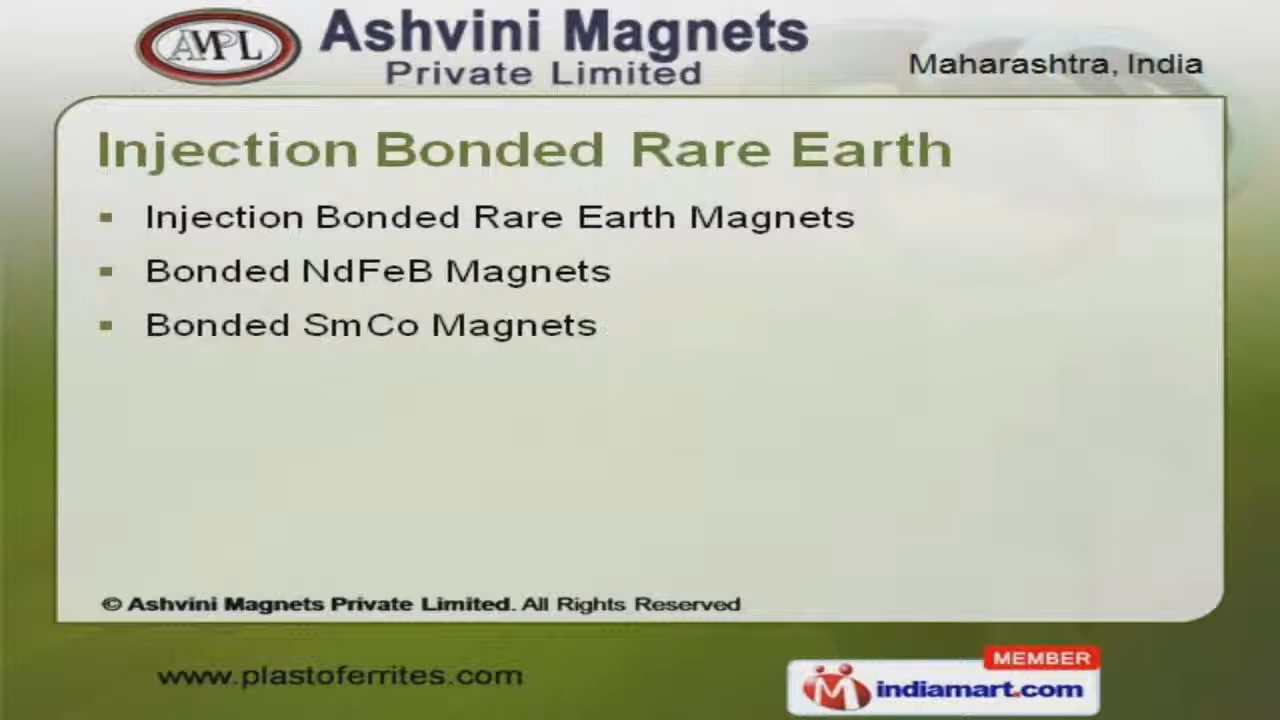 AMPL
Ashvini Magnets
Private Limited
Maharashtra, India
Injection Bonded Rare Earth
▪ Injection Bonded Rare Earth Magnets
▪ Bonded NdFeB Magnets
▪ Bonded SmCo Magnets
© Ashvini Magnets Private Limited. All Rights Reserved
www.plastoferrites.com
MEMBER
indiamart.com